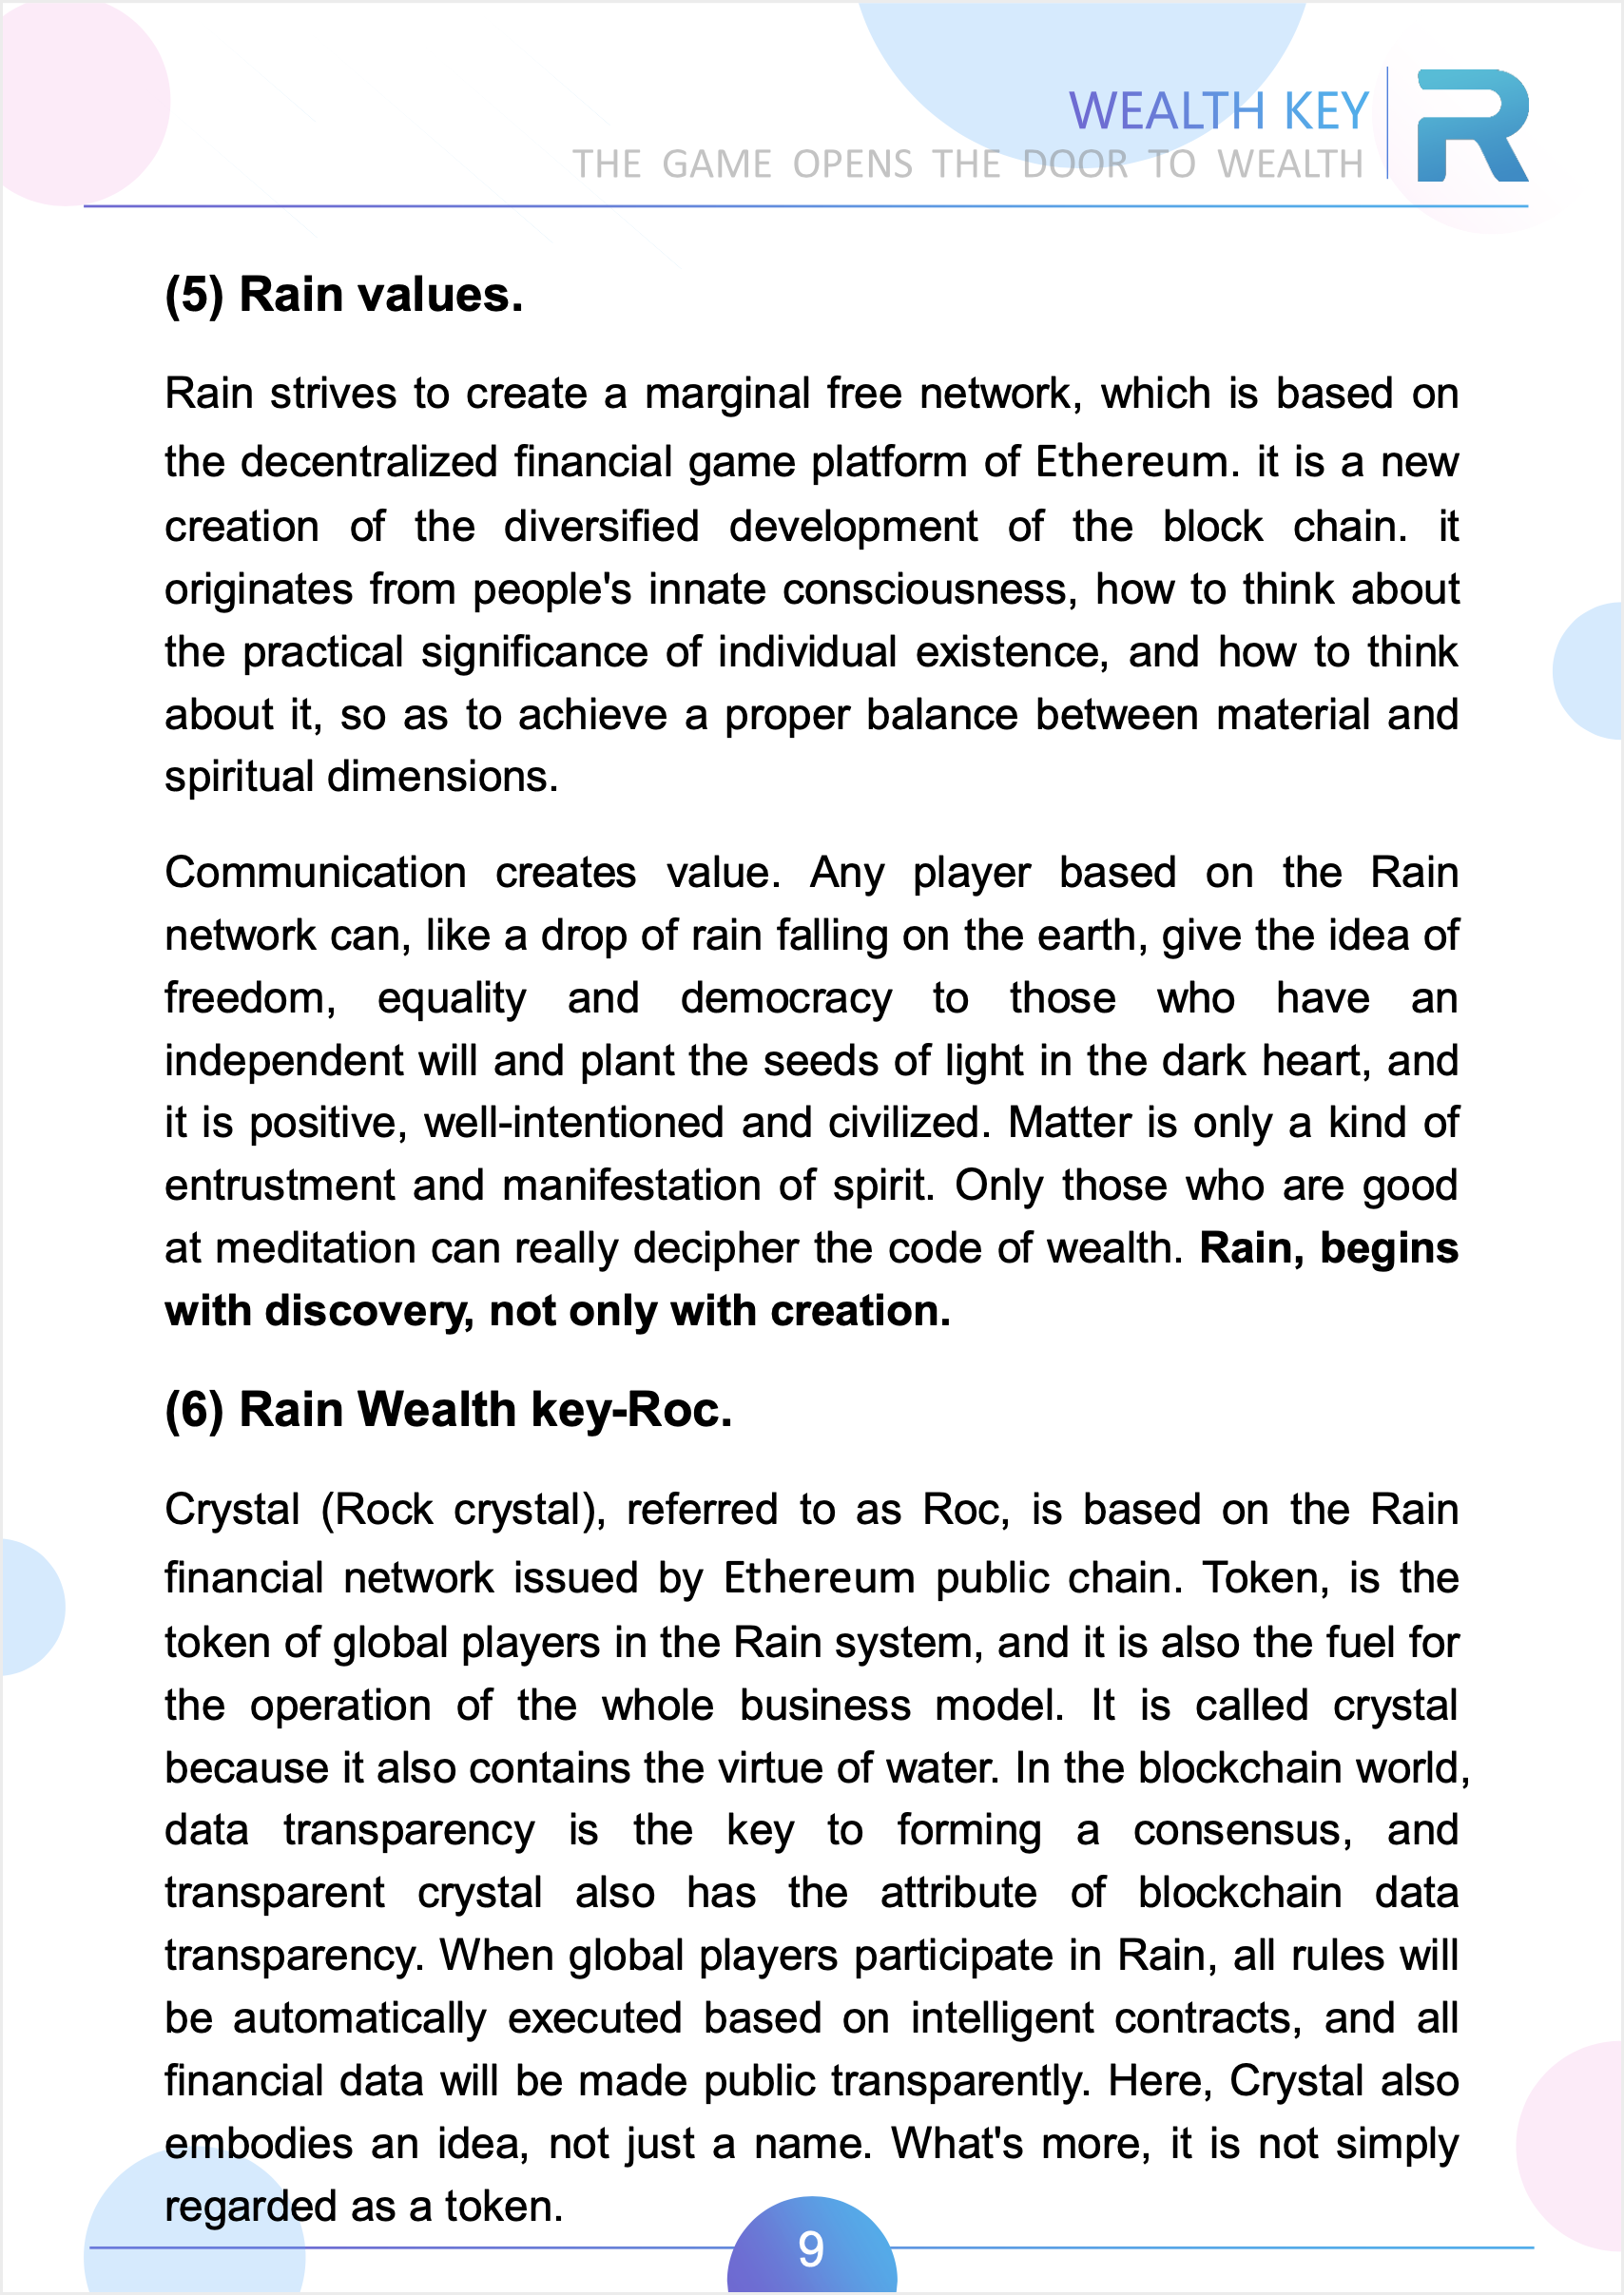 WEALTH KEY
THE GAME OPENS THE DOOR TO WEALTH
R
(5) Rain values.
Rain strives to create a marginal free network, which is based on
the decentralized financial game platform of Ethereum. it is a new
creation of the diversified development of the block chain. it
originates from people's innate consciousness, how to think about
the practical significance of individual existence, and how to think
about it, so as to achieve a proper balance between material and
spiritual dimensions.
Communication creates value. Any player based on the Rain
network can, like a drop of rain falling on the earth, give the idea of
freedom, equality and democracy to those who have an
independent will and plant the seeds of light in the dark heart, and
it is positive, well-intentioned and civilized. Matter is only a kind of
entrustment and manifestation of spirit. Only those who are good
at meditation can really decipher the code of wealth. Rain, begins
with discovery, not only with creation.
(6) Rain Wealth key-Roc.
Crystal (Rock crystal), referred to as Roc, is based on the Rain
financial network issued by Ethereum public chain. Token, is the
token of global players in the Rain system, and it is also the fuel for
the operation of the whole business model. It is called crystal
because it also contains the virtue of water. In the blockchain world,
data transparency is the key to forming a consensus, and
transparent crystal also has the attribute of blockchain data
transparency. When global players participate in Rain, all rules will
be automatically executed based on intelligent contracts, and all
financial data will be made public transparently. Here, Crystal also
embodies an idea, not just a name. What's more, it is not simply
regarded as a token.
9